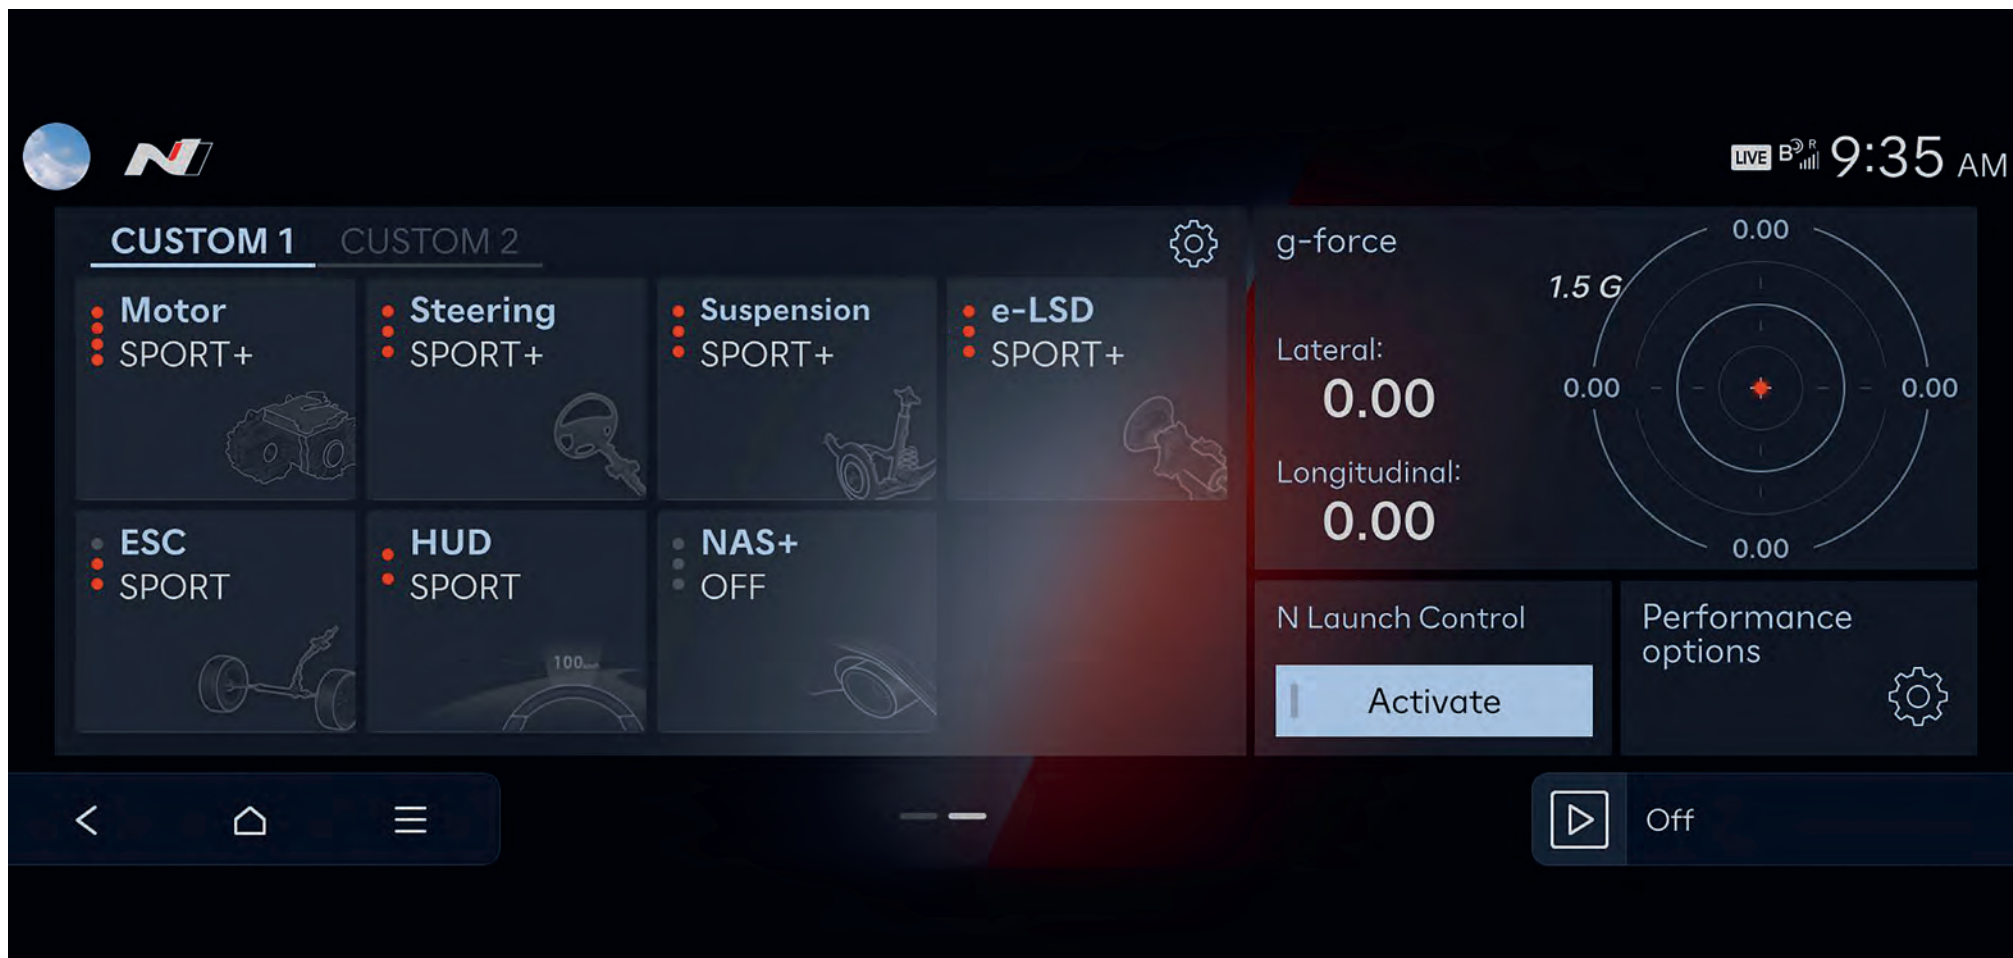 LIVE B R 9:35 AM
CUSTOM 1 CUSTOM 2
Motor
SPORT+
Steering
SPORT+
Suspension
SPORT+
e-LSD
SPORT+
ESC
SPORT
HUD
SPORT
100
NAS+
OFF
g-force
Lateral:
0.00
Longitudinal:
0.00
1.5 G
0.00
0.00
0.00
0.00
N Launch Control
Activate
Performance
options
Off